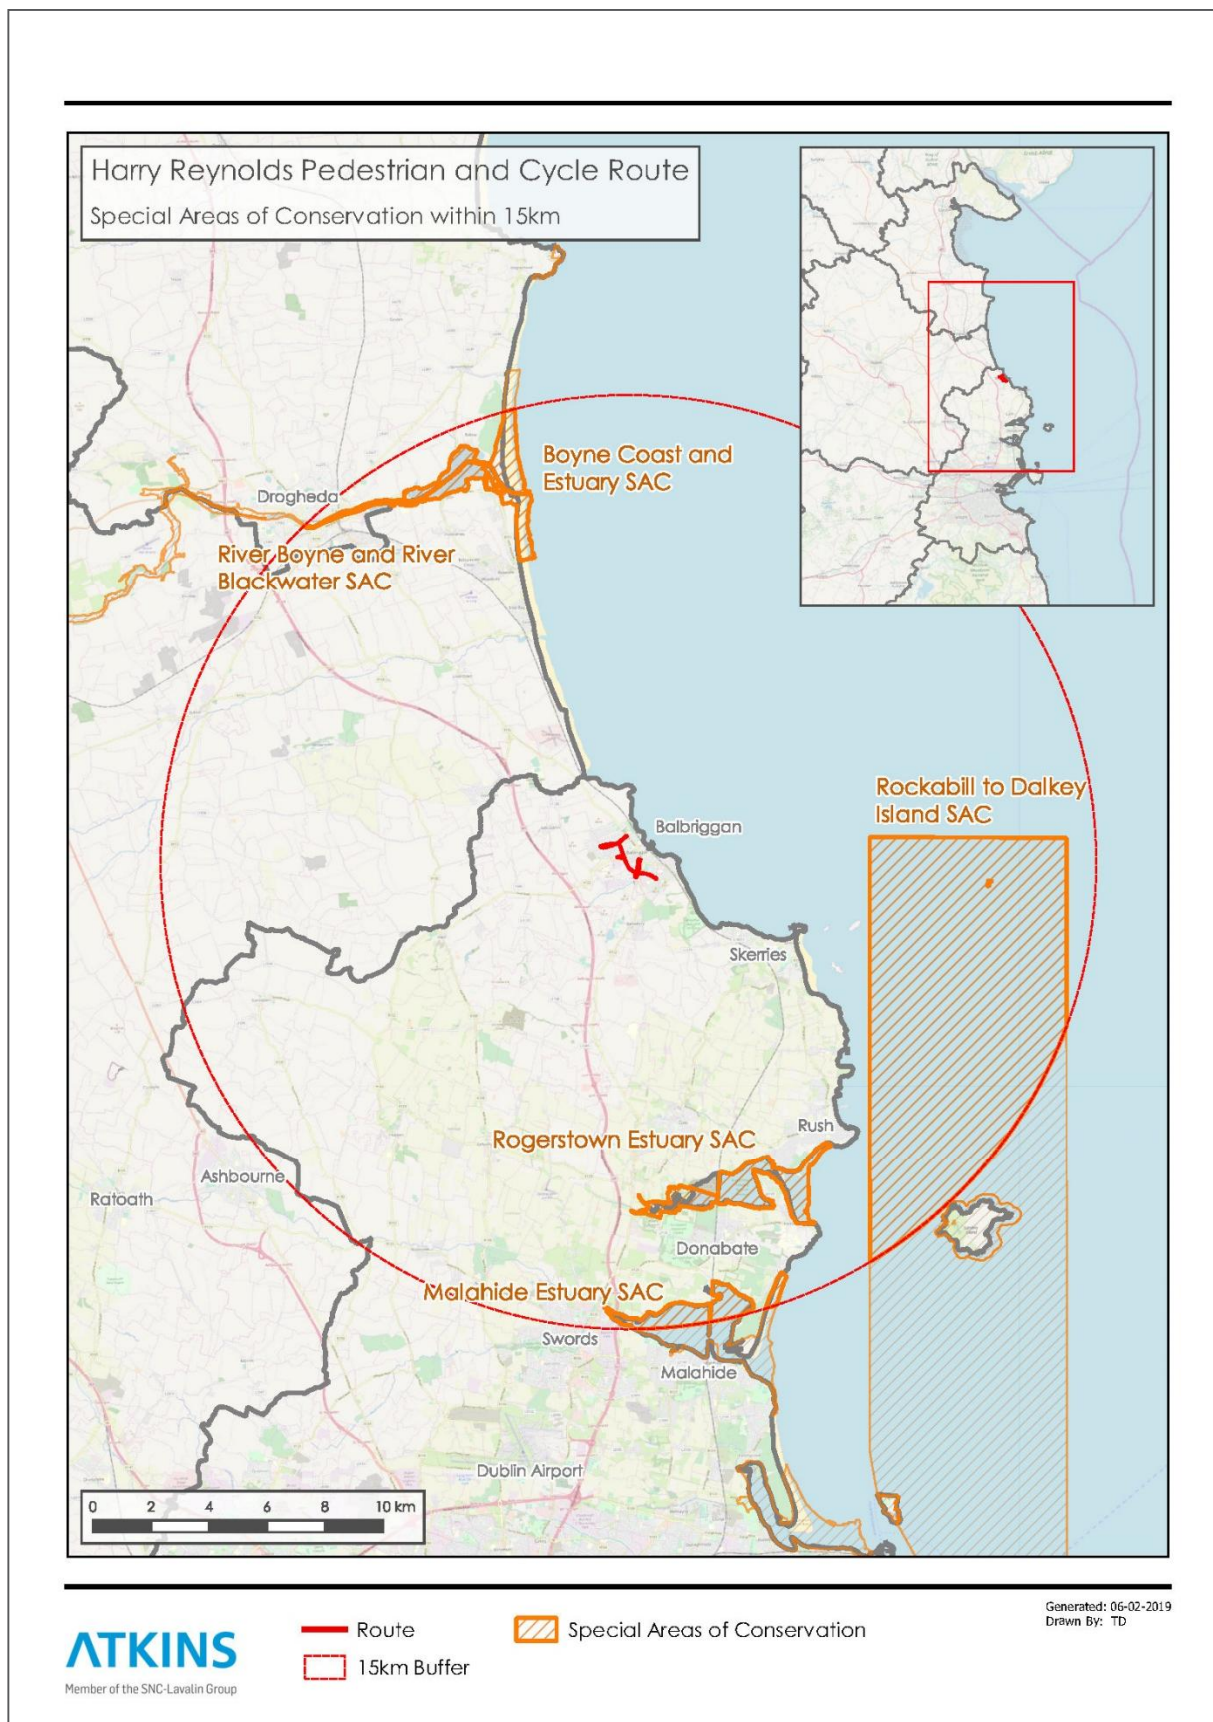 Harry Reynolds Pedestrian and Cycle Route
Special Areas of Conservation within 15km
Boyne Coast and
Estuary SAC
Drogheda
River Boyne and River
Blackwater SAC
Rockabill to Dalkey
Island SAC
Balbriggan
Skerries
Rush
Rogerstown Estuary SAC
Ashbourne
Ratoath
Donabate
Malahide Estuary SAC
Swords
Malahide
Dublin Airport
0 2 4 6 8 10 km
Generated: 06-02-2019
Drawn By: TD
ATKINS
Member of the SNC-Lavalin Group
Route
15km Buffer
Special Areas of Conservation